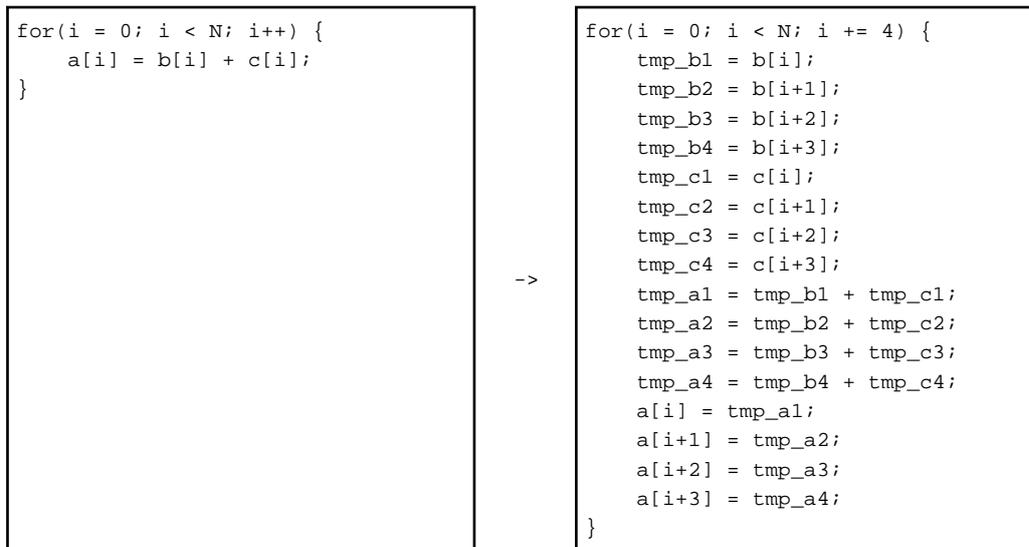 for(i = 0; i < N; i++) {
    a[i] = b[i] + c[i];
}
->
for(i = 0; i < N; i += 4) {
    tmp_b1 = b[i];
    tmp_b2 = b[i+1];
    tmp_b3 = b[i+2];
    tmp_b4 = b[i+3];
    tmp_c1 = c[i];
    tmp_c2 = c[i+1];
    tmp_c3 = c[i+2];
    tmp_c4 = c[i+3];
    tmp_a1 = tmp_b1 + tmp_c1;
    tmp_a2 = tmp_b2 + tmp_c2;
    tmp_a3 = tmp_b3 + tmp_c3;
    tmp_a4 = tmp_b4 + tmp_c4;
    a[i] = tmp_a1;
    a[i+1] = tmp_a2;
    a[i+2] = tmp_a3;
    a[i+3] = tmp_a4;
}